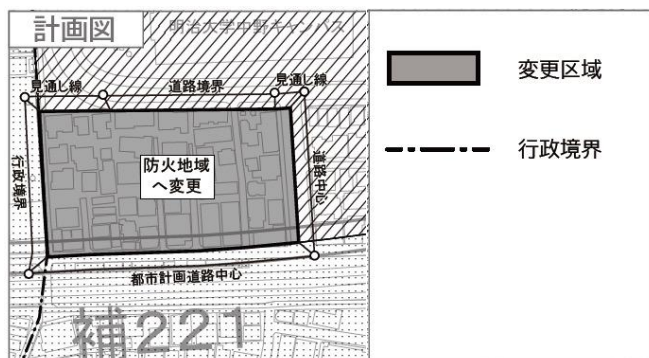 計画図
明治大学中野キャンパス
見通し線
道路境界
見通し線
行政境界
防火地域
へ変更
道路中心
都市計画道路中心
補221
変更区域
行政境界